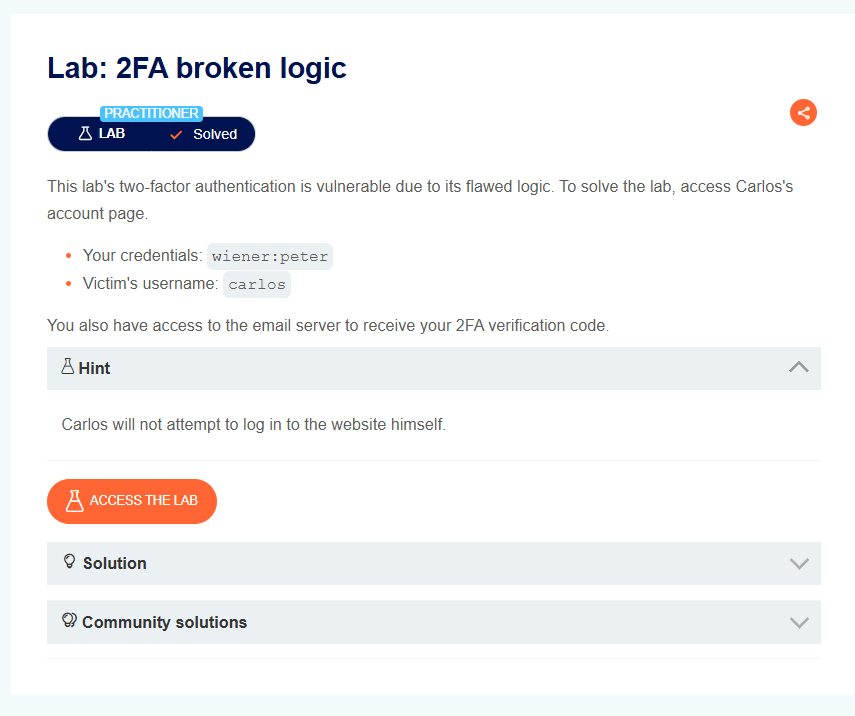 Lab: 2FA broken logic
PRACTITIONER
LAB Solved
This lab's two-factor authentication is vulnerable due to its flawed logic. To solve the lab, access Carlos's
account page.
Your credentials: wiener:peter
Victim's username: carlos
You also have access to the email server to receive your 2FA verification code.
Hint
Carlos will not attempt to log in to the website himself.
ACCESS THE LAB
Solution
Community solutions